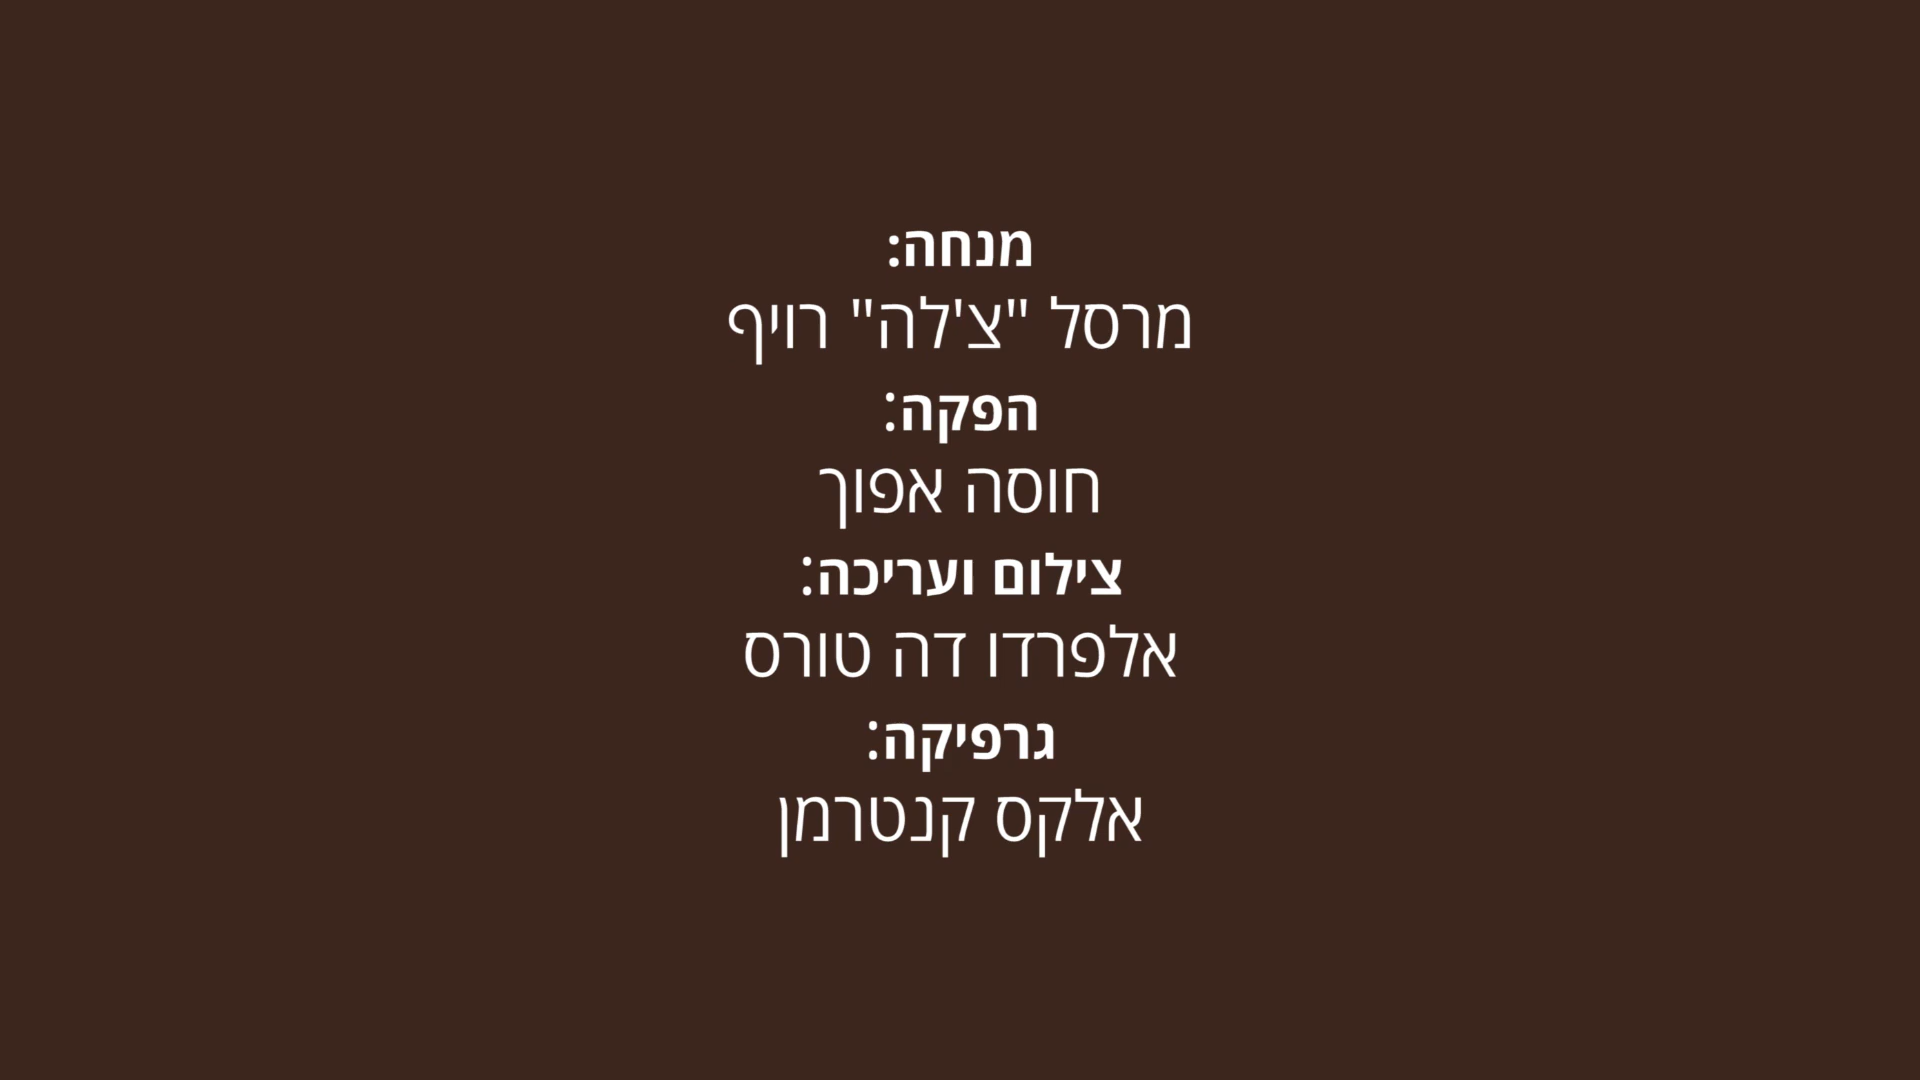 מנחה:
מרסל "צ'לה" רויף
הפקה:
חוסה אפוך
צילום ועריכה:
אלפרדו דה טורס
גרפיקה:
אלקס קנטרמן